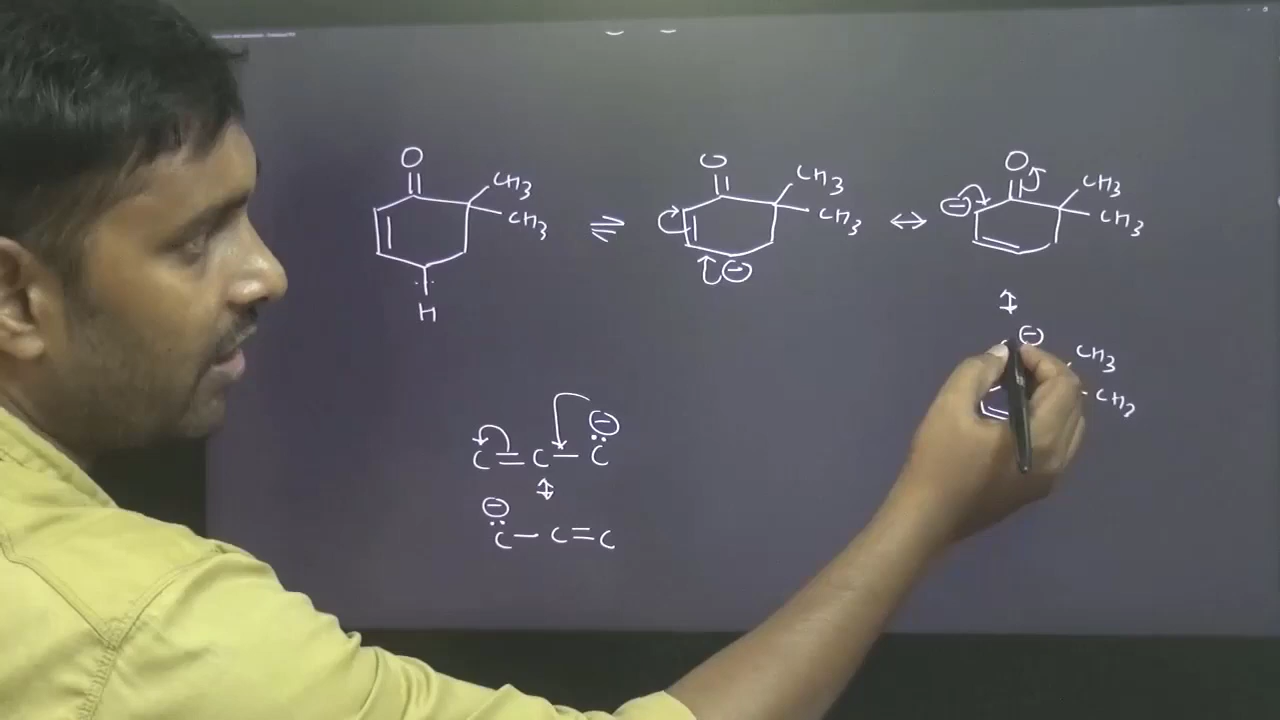 O O O
CH3 CH3 CH3
CH3 CH3 CH3
⇌ ↔
⊖ ⊖
H
↕
⊖
CH3
CH3
⊖
C = C – C
↕
⊖
C – C = C